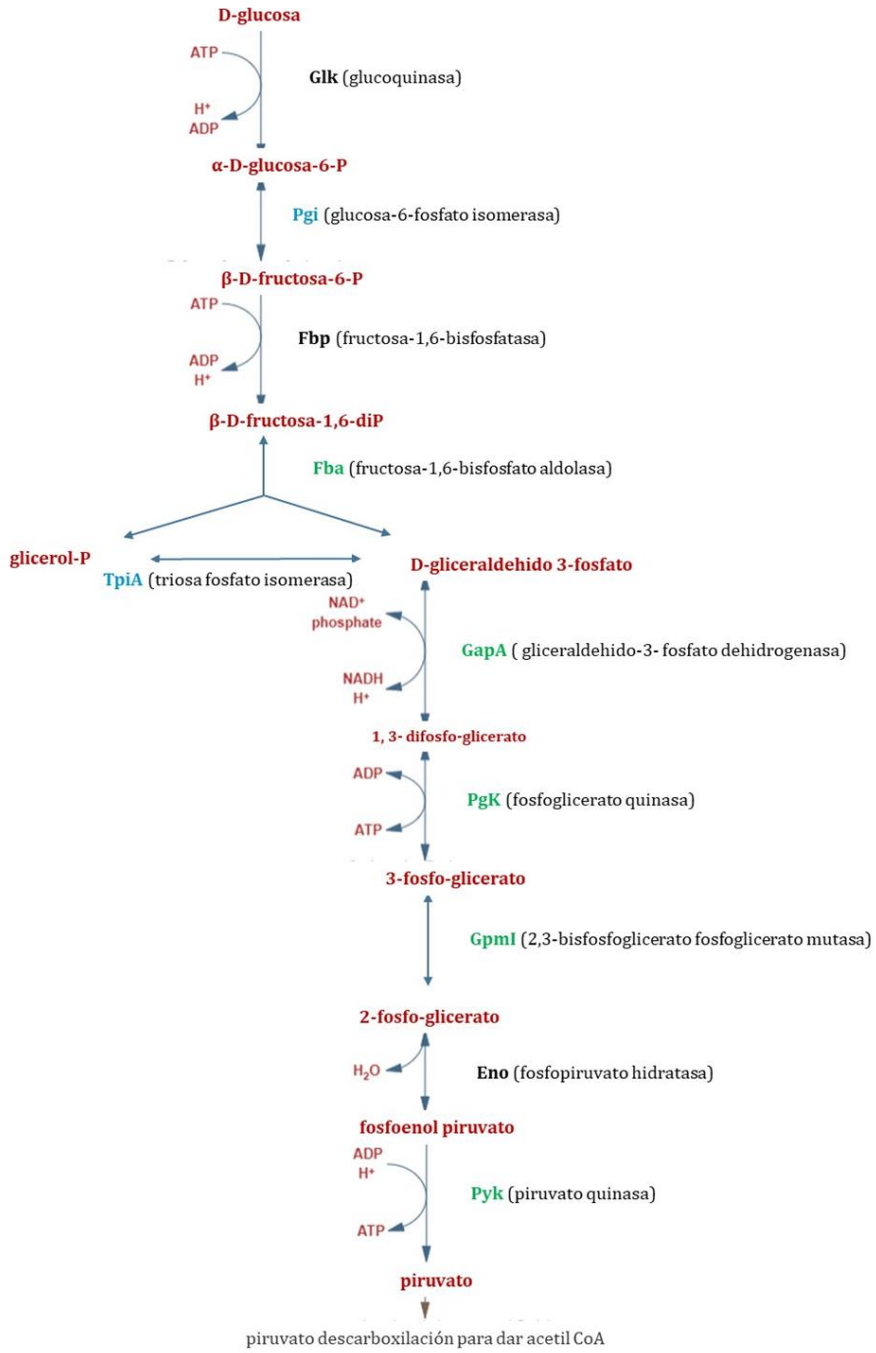 D-glucosa
ATP
Glk (glucoquinasa)
H⁺
ADP
α-D-glucosa-6-P
Pgi (glucosa-6-fosfato isomerasa)
β-D-fructosa-6-P
ATP
Fbp (fructosa-1,6-bisfosfatasa)
ADP
H⁺
β-D-fructosa-1,6-diP
Fba (fructosa-1,6-bisfosfato aldolasa)
glicerol-P
D-gliceraldehido 3-fosfato
TpiA (triosa fosfato isomerasa)
NAD⁺
phosphate
GapA ( gliceraldehido-3- fosfato dehidrogenasa)
NADH
H⁺
1, 3- difosfo-glicerato
ADP
PgK (fosfoglicerato quinasa)
ATP
3-fosfo-glicerato
GpmI (2,3-bisfosfoglicerato fosfoglicerato mutasa)
2-fosfo-glicerato
H₂O
Eno (fosfopiruvato hidratasa)
fosfoenol piruvato
ADP
H⁺
Pyk (piruvato quinasa)
ATP
piruvato
piruvato descarboxilación para dar acetil CoA